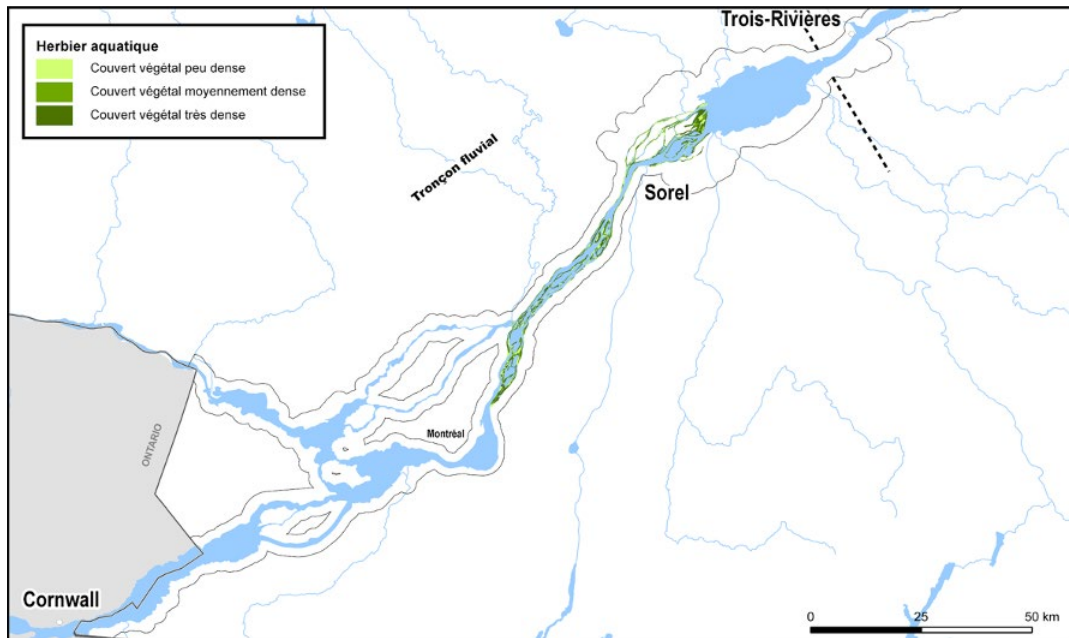 Herbier aquatique
Couvert végétal peu dense
Couvert végétal moyennement dense
Couvert végétal très dense
Trois-Rivières
Tronçon fluvial
Sorel
Montréal
ONTARIO
Cornwall
0 25 50 km